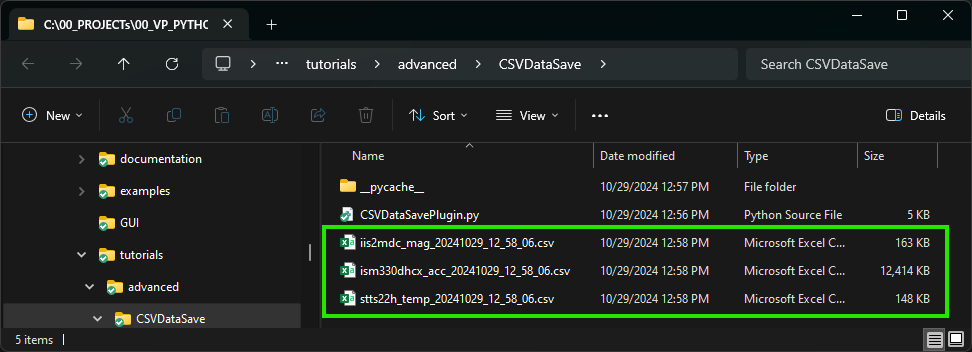 C:\00_PROJECTs\00_VP_PYTHO
tutorials advanced CSVDataSave Search CSVDataSave
New Sort View Details
Name Date modified Type Size
documentation
examples
GUI
tutorials
advanced
CSVDataSave
__pycache__ 10/29/2024 12:57 PM File folder
CSVDataSavePlugin.py 10/29/2024 12:56 PM Python Source File 5 KB
iis2mdc_mag_20241029_12_58_06.csv 10/29/2024 12:58 PM Microsoft Excel C... 163 KB
ism330dhcx_acc_20241029_12_58_06.csv 10/29/2024 12:58 PM Microsoft Excel C... 12,414 KB
stts22h_temp_20241029_12_58_06.csv 10/29/2024 12:58 PM Microsoft Excel C... 148 KB
5 items